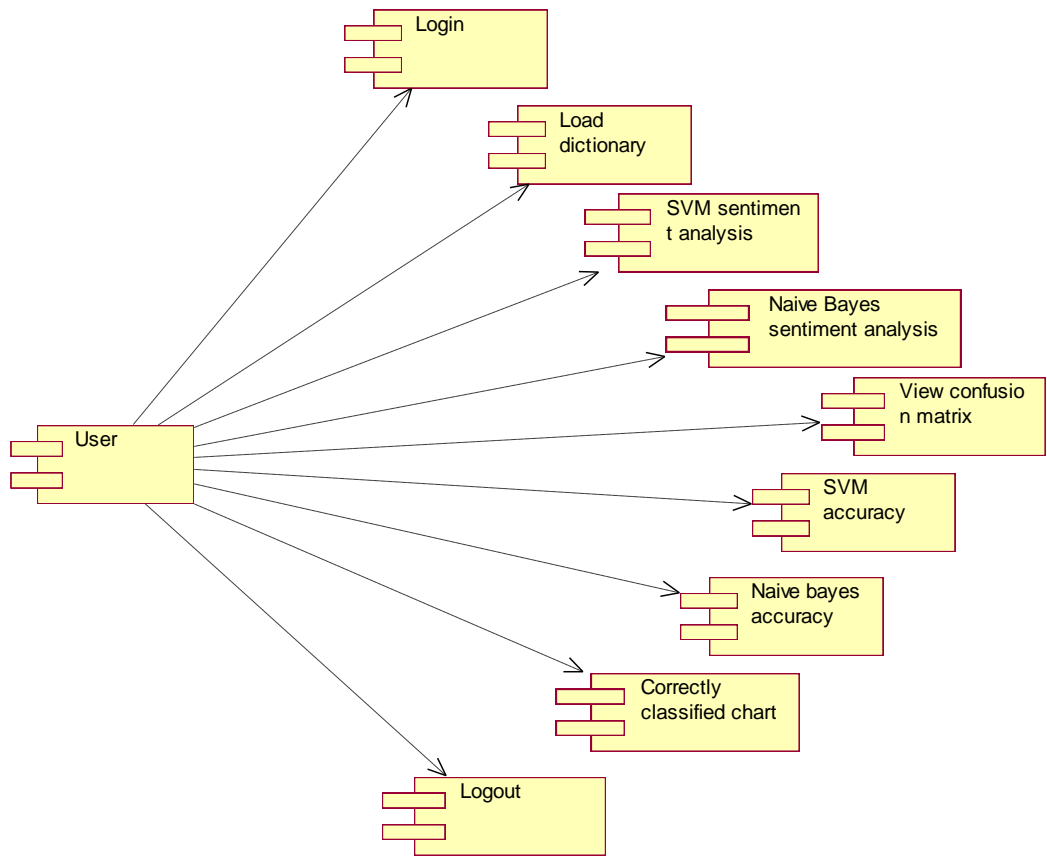 Login
Load
dictionary
SVM sentimen
t analysis
Naive Bayes
sentiment analysis
View confusio
n matrix
User
SVM
accuracy
Naive bayes
accuracy
Correctly
classified chart
Logout